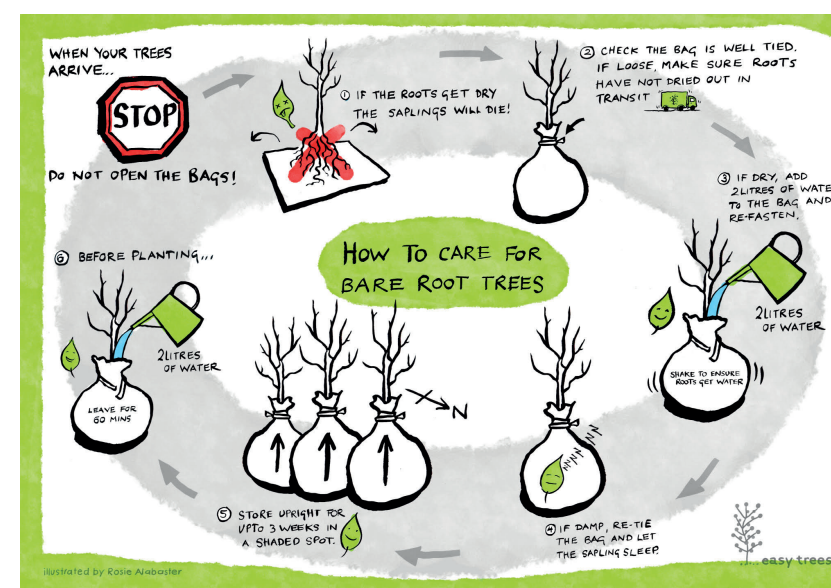 WHEN YOUR TREES
ARRIVE...
STOP
DO NOT OPEN THE BAGS!
① IF THE ROOTS GET DRY
THE SAPLINGS WILL DIE!
② CHECK THE BAG IS WELL TIED.
IF LOOSE, MAKE SURE ROOTS
HAVE NOT DRIED OUT IN
TRANSIT
③ IF DRY, ADD
2LITRES OF WATE
TO THE BAG AND
RE-FASTEN.
2LITRES
OF WATER
SHAKE TO ENSURE
ROOTS GET WATER
HOW TO CARE FOR
BARE ROOT TREES
④ IF DAMP, RE-TIE
THE BAG AND LET
THE SAPLING SLEEP.
ZZZZ ZZZ
N
⑤ STORE UPRIGHT FOR
UPTO 3 WEEKS IN
A SHADED SPOT.
⑥ BEFORE PLANTING...
2LITRES
OF WATER
LEAVE FOR
60 MINS
illustrated by Rosie Alabaster
easy trees